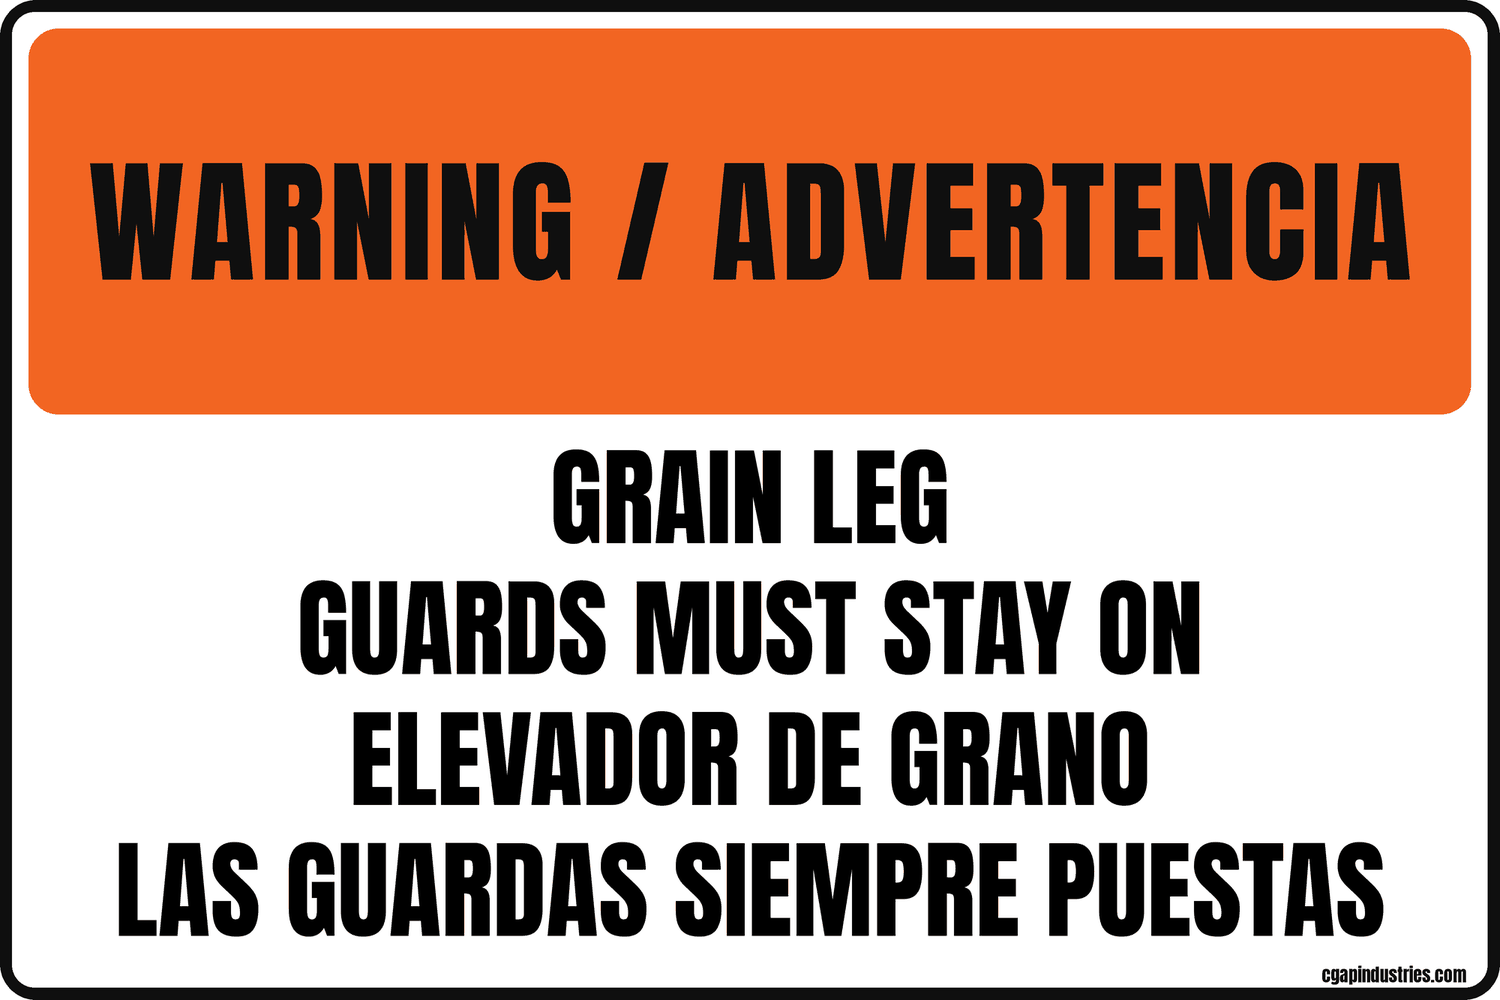 WARNING / ADVERTENCIA
GRAIN LEG
GUARDS MUST STAY ON
ELEVADOR DE GRANO
LAS GUARDAS SIEMPRE PUESTAS
cgapindustries.com